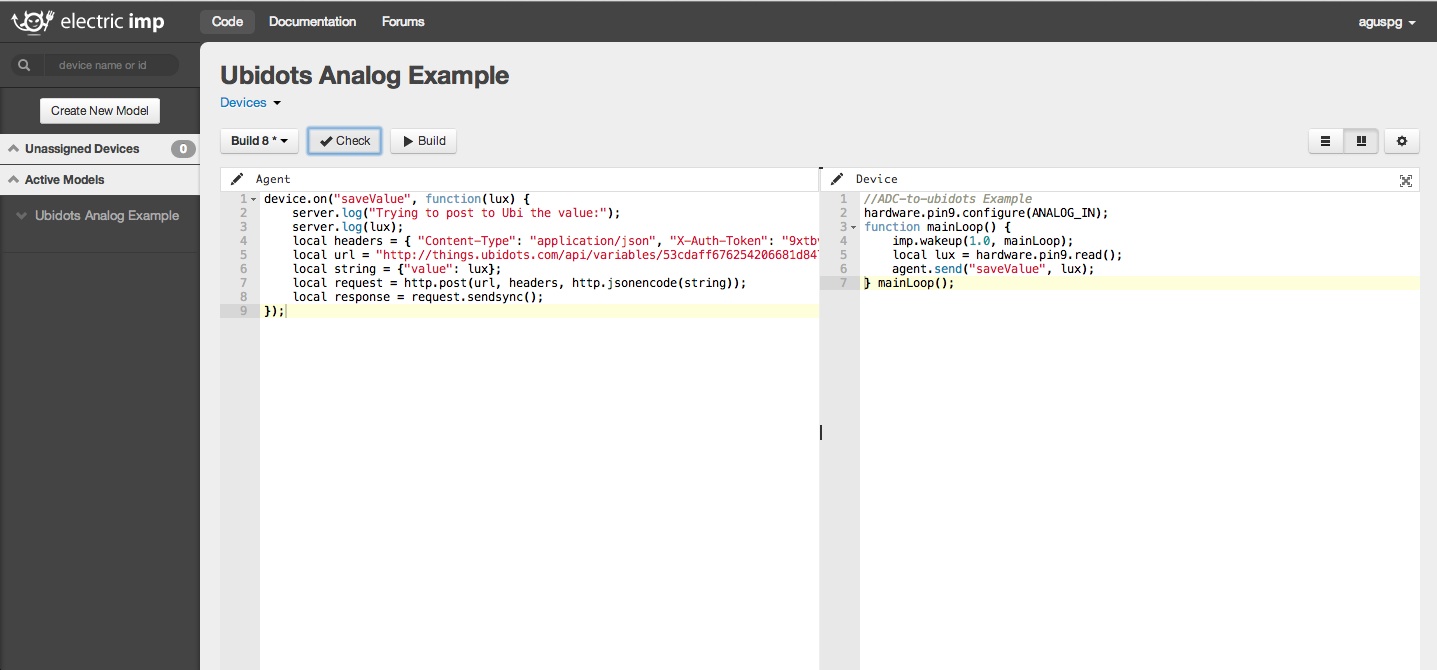 electric imp
Code Documentation Forums
aguspg
device name or id
Create New Model
Unassigned Devices 0
Active Models
Ubidots Analog Example
Ubidots Analog Example
Devices
Build 8 * Check Build
Agent
1 device.on("saveValue", function(lux) {
2 server.log("Trying to post to Ubi the value:");
3 server.log(lux);
4 local headers = { "Content-Type": "application/json", "X-Auth-Token": "9xtb
5 local url = "http://things.ubidots.com/api/variables/53cdaff676254206681d84
6 local string = {"value": lux};
7 local request = http.post(url, headers, http.jsonencode(string));
8 local response = request.sendsync();
9 });
Device
1 //ADC-to-ubidots Example
2 hardware.pin9.configure(ANALOG_IN);
3 function mainLoop() {
4 imp.wakeup(1.0, mainLoop);
5 local lux = hardware.pin9.read();
6 agent.send("saveValue", lux);
7 } mainLoop();